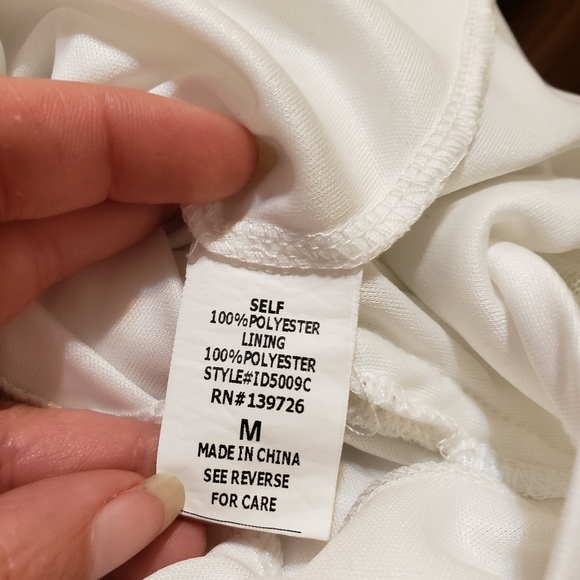 SELF
100%POLYESTER
LINING
100%POLYESTER
STYLE#ID5009C
RN#139726
M
MADE IN CHINA
SEE REVERSE
FOR CARE